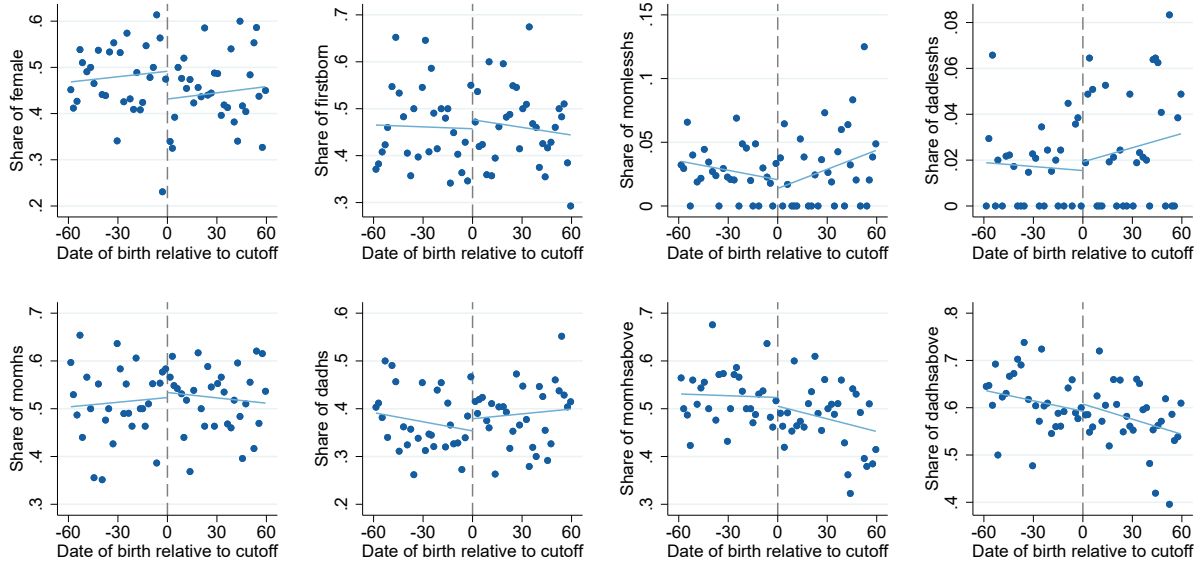 Share of female
.6
.5
.4
.3
.2
-60 -30 0 30 60
Date of birth relative to cutoff
Share of firstborn
.7
.6
.5
.4
.3
-60 -30 0 30 60
Date of birth relative to cutoff
Share of momlesshs
.15
.1
.05
0
-60 -30 0 30 60
Date of birth relative to cutoff
Share of dadlesshs
.08
.06
.04
.02
0
-60 -30 0 30 60
Date of birth relative to cutoff
Share of momhs
.7
.6
.5
.4
.3
-60 -30 0 30 60
Date of birth relative to cutoff
Share of dadhs
.6
.5
.4
.3
.2
-60 -30 0 30 60
Date of birth relative to cutoff
Share of momhsabove
.7
.6
.5
.4
.3
-60 -30 0 30 60
Date of birth relative to cutoff
Share of dadhsabove
.8
.7
.6
.5
.4
-60 -30 0 30 60
Date of birth relative to cutoff